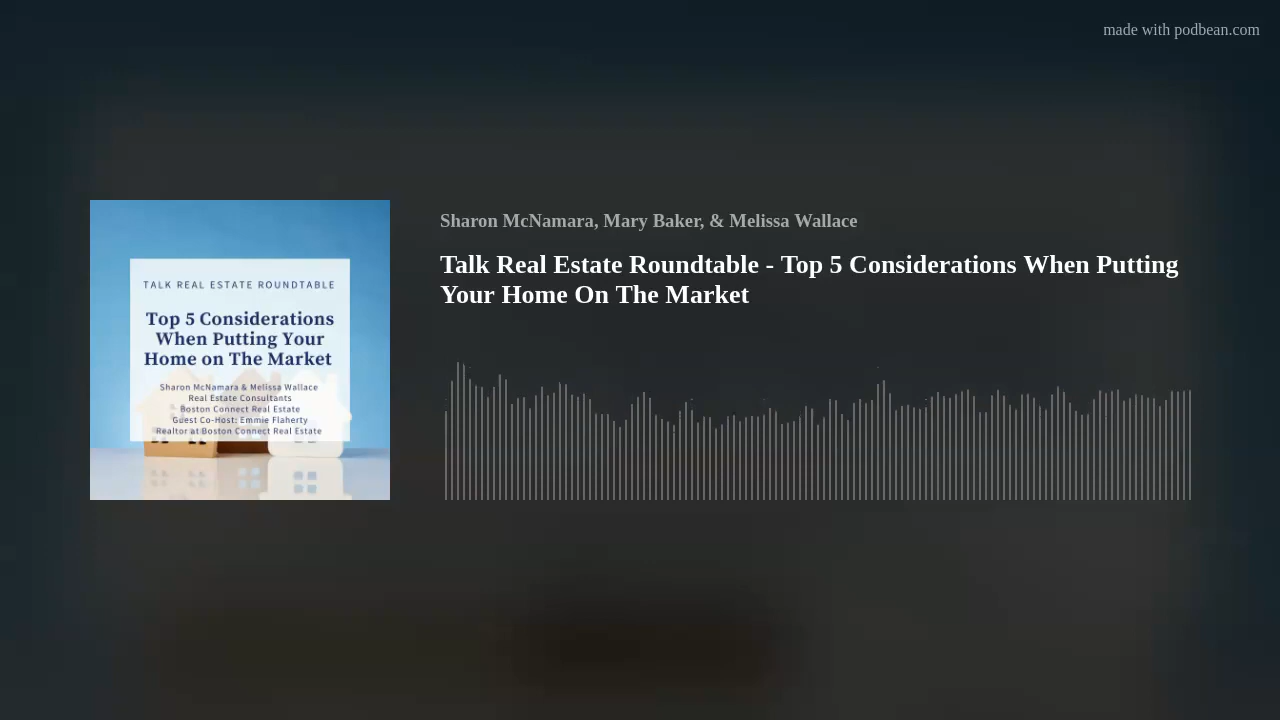 made with podbean.com
Sharon McNamara, Mary Baker, & Melissa Wallace
Talk Real Estate Roundtable - Top 5 Considerations When Putting
Your Home On The Market
TALK REAL ESTATE ROUNDTABLE
Top 5 Considerations
When Putting Your
Home on The Market
Sharon McNamara & Melissa Wallace
Real Estate Consultants
Boston Connect Real Estate
Guest Co-Host: Emmie Flaherty
Realtor at Boston Connect Real Estate